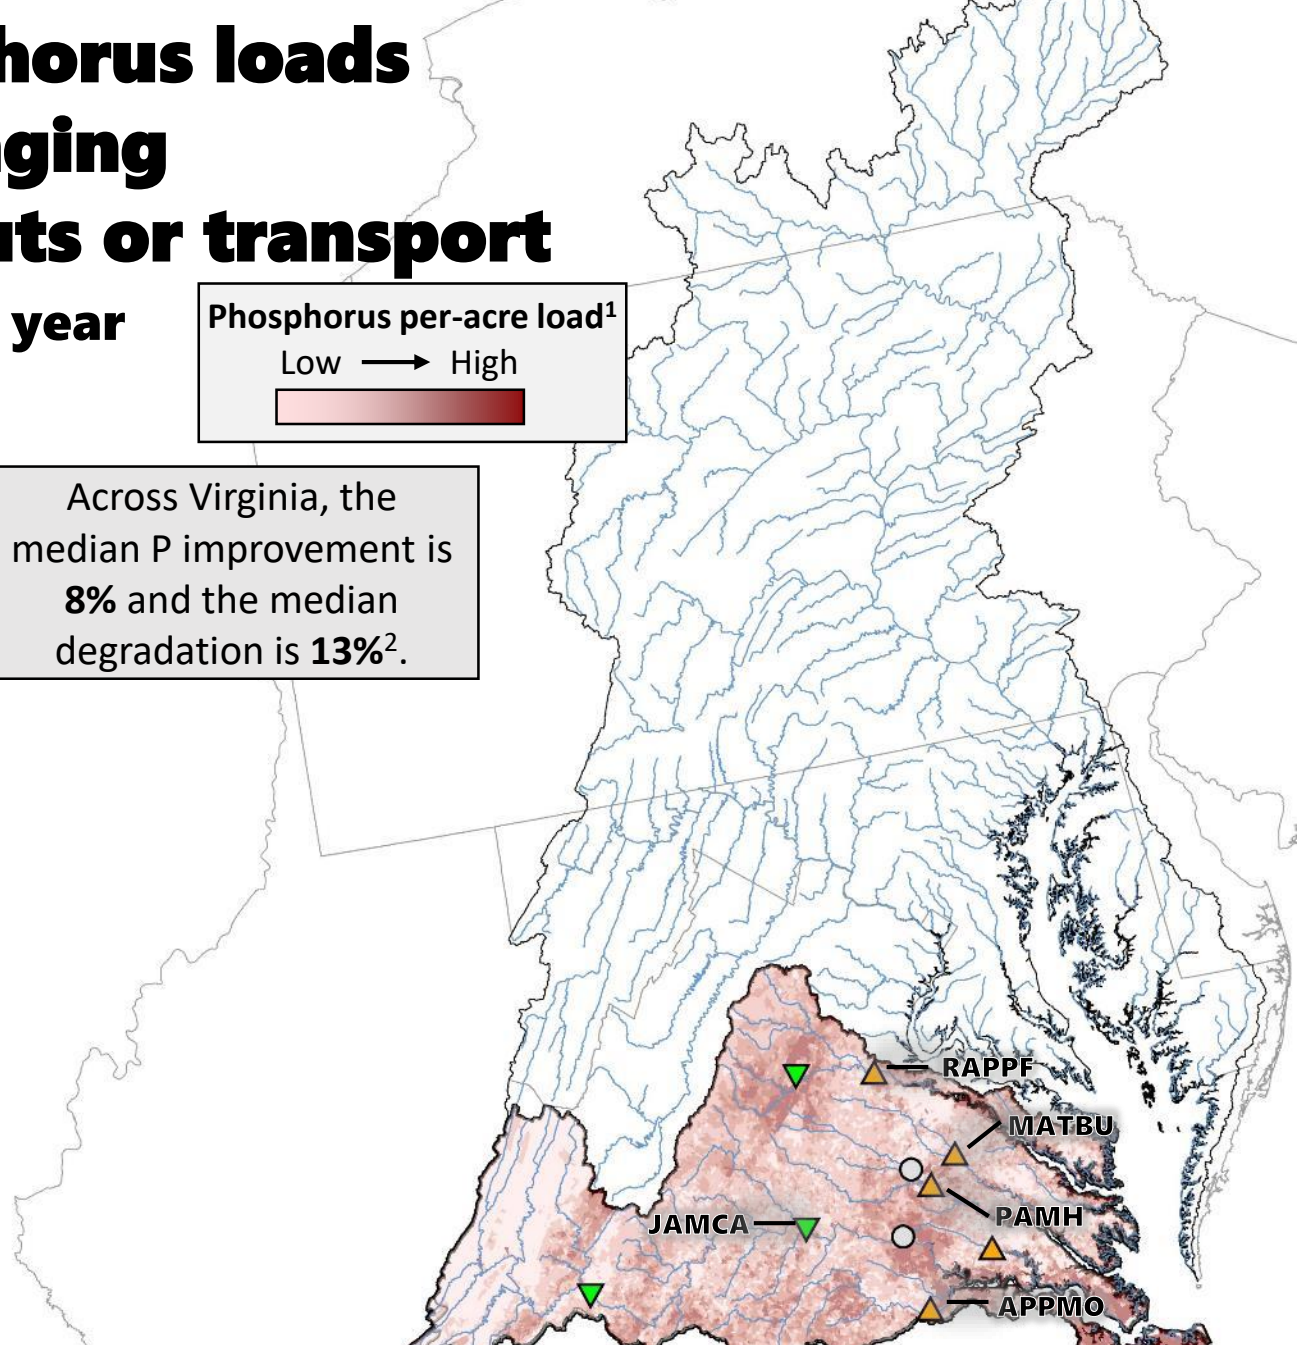 horus loads
ging
uts or transport
year
Phosphorus per-acre load¹
Low High
Across Virginia, the
median P improvement is
8% and the median
degradation is 13%².
RAPPF
MATBU
PAMH
JAMCA
APPMO